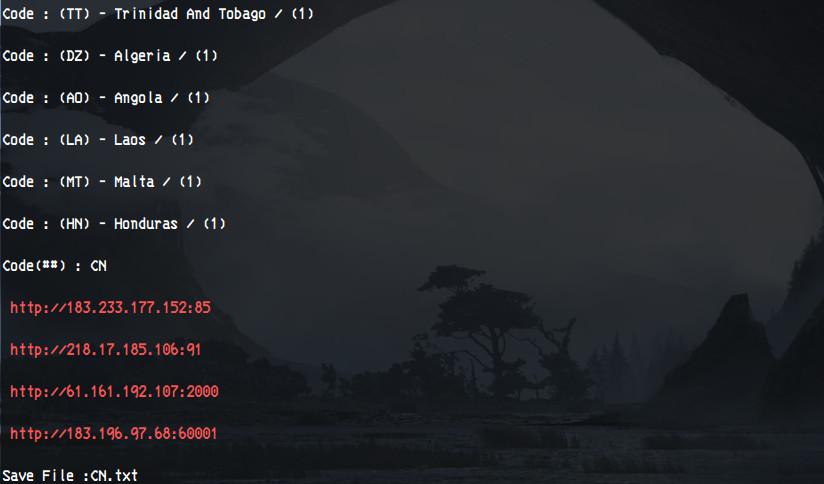 Code : (TT) - Trinidad And Tobago / (1)
Code : (DZ) - Algeria / (1)
Code : (AO) - Angola / (1)
Code : (LA) - Laos / (1)
Code : (MT) - Malta / (1)
Code : (HN) - Honduras / (1)
Code(##) : CN
http://183.233.177.152:85
http://218.17.185.106:91
http://61.161.192.107:2000
http://183.196.97.68:60001
Save File :CN.txt